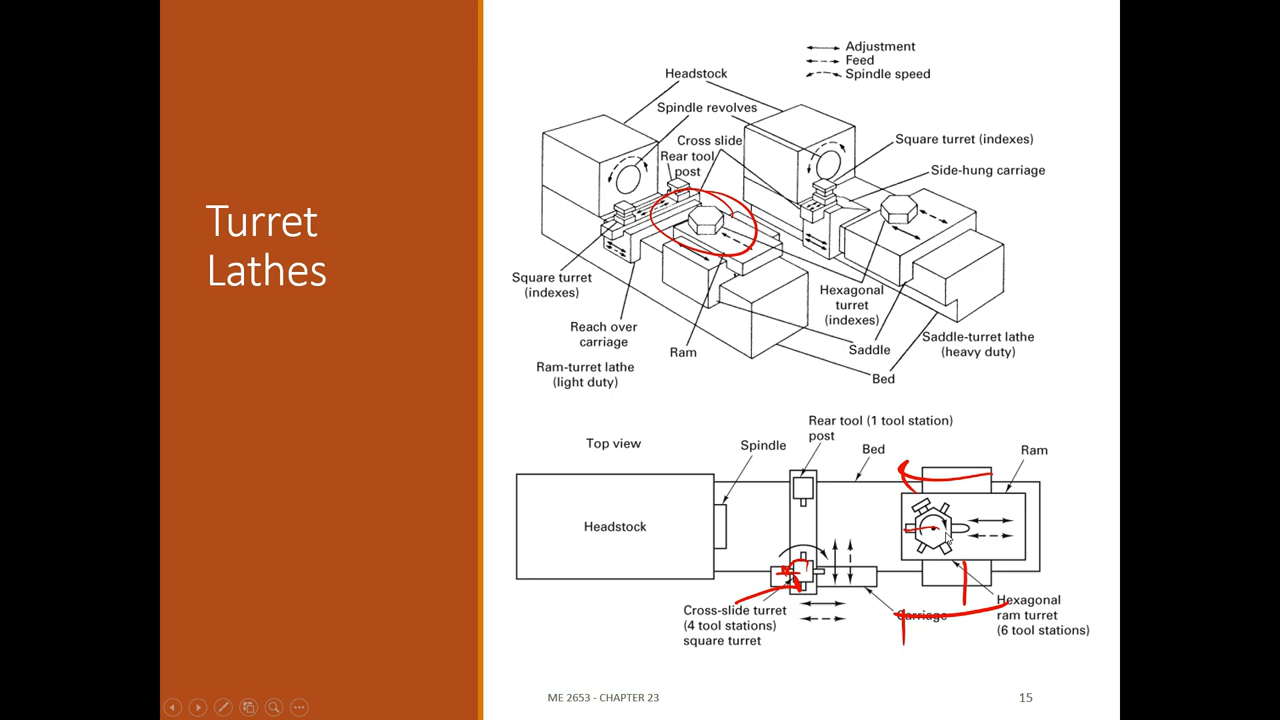 Turret
Lathes
Adjustment
Feed
Spindle speed
Headstock
Spindle revolves
Cross slide
Rear tool
post
Square turret (indexes)
Side-hung carriage
Square turret
(indexes)
Hexagonal
turret
(indexes)
Reach over
carriage
Ram
Saddle
Saddle-turret lathe
(heavy duty)
Ram-turret lathe
(light duty)
Bed
Top view
Spindle
Rear tool (1 tool station)
post
Bed
Ram
Headstock
Cross-slide turret
(4 tool stations)
square turret
Carriage
Hexagonal
ram turret
(6 tool stations)
ME 2653 - CHAPTER 23
15